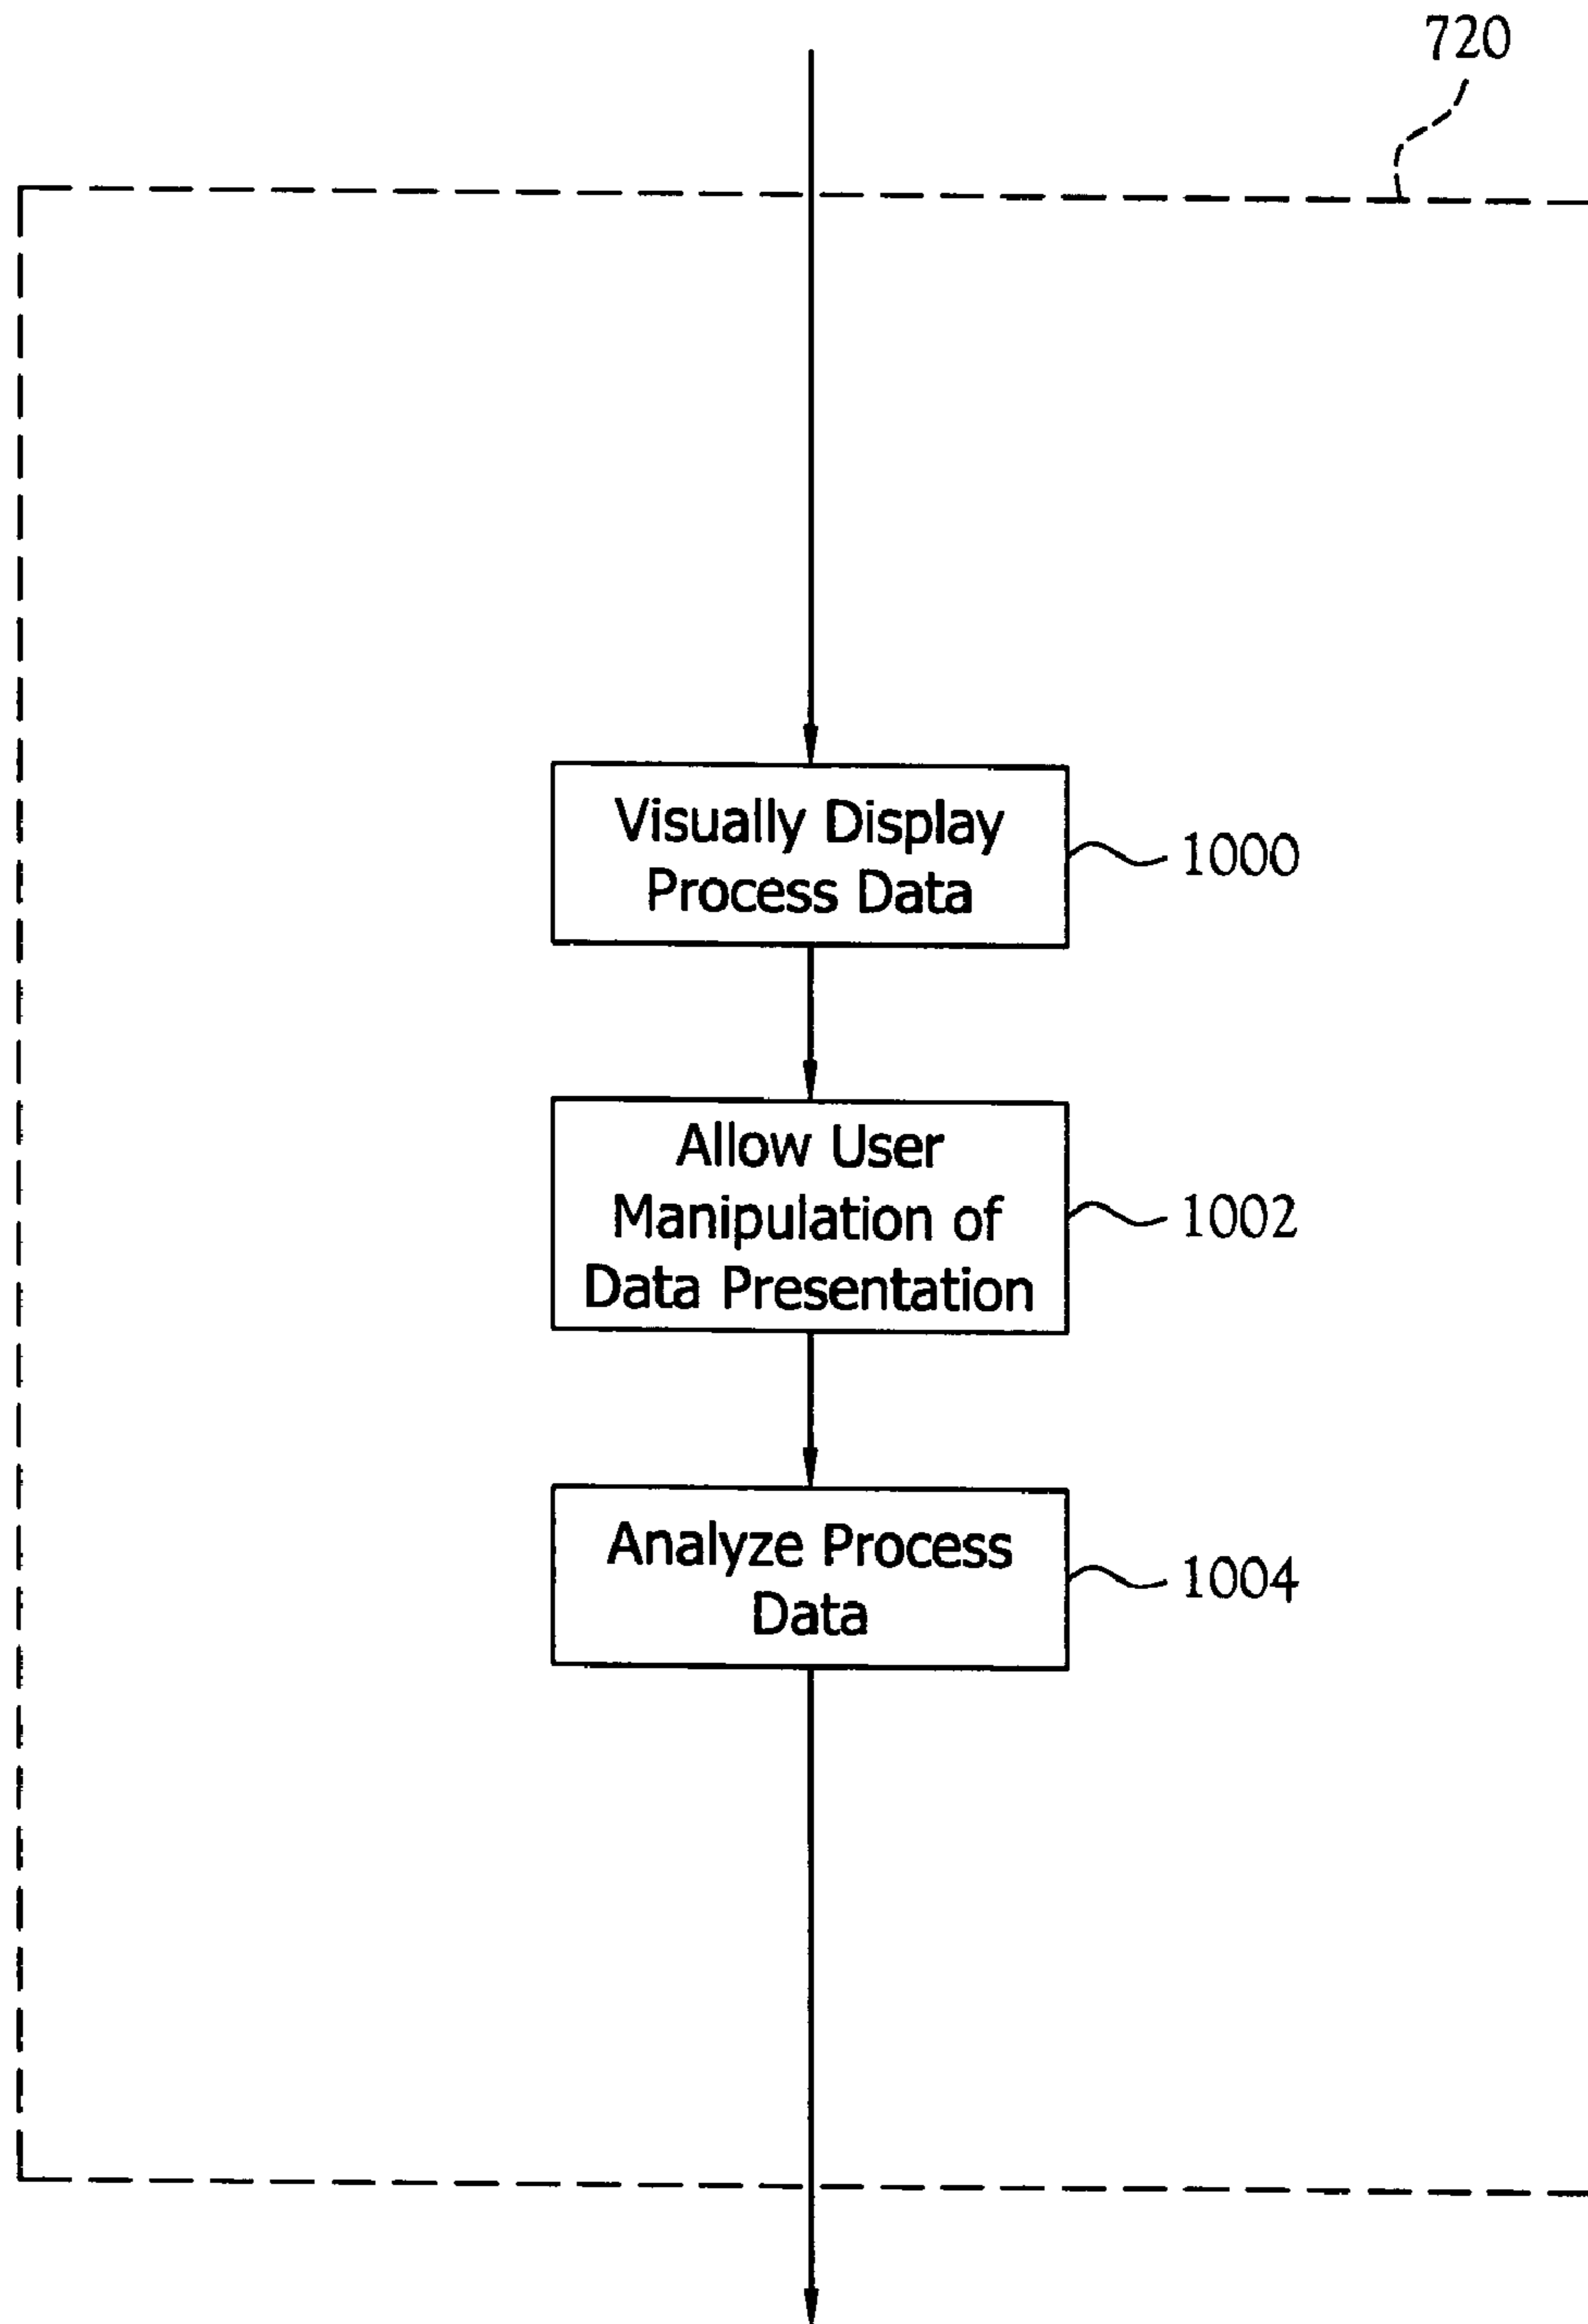 720
Visually Display
Process Data
1000
Allow User
Manipulation of
Data Presentation
1002
Analyze Process
Data
1004